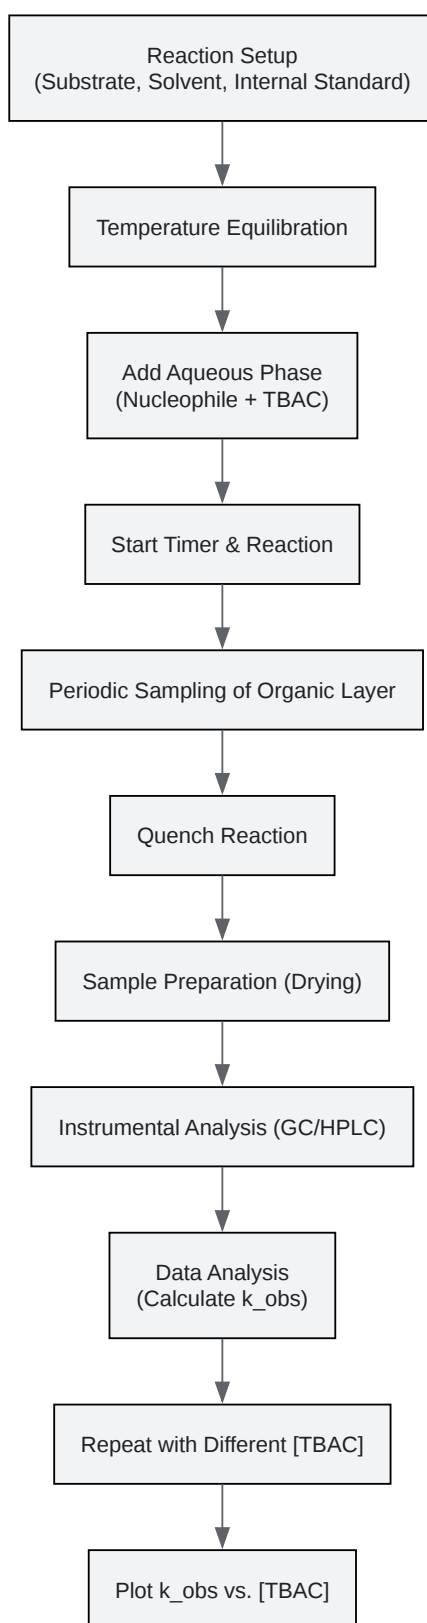 Reaction Setup
(Substrate, Solvent, Internal Standard)
Temperature Equilibration
Add Aqueous Phase
(Nucleophile + TBAC)
Start Timer & Reaction
Periodic Sampling of Organic Layer
Quench Reaction
Sample Preparation (Drying)
Instrumental Analysis (GC/HPLC)
Data Analysis
(Calculate k_obs)
Repeat with Different [TBAC]
Plot k_obs vs. [TBAC]